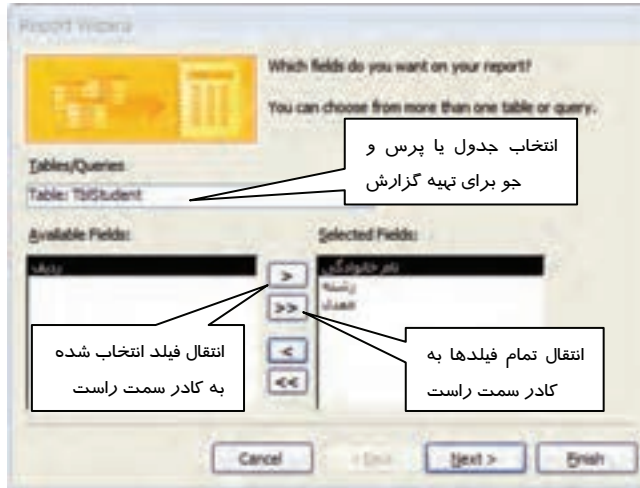 Report Wizard
Which fields do you want on your report?
You can choose from more than one table or query.
انتخاب جدول یا پرس و
جو برای تهیه گزارش
Tables/Queries
Table: TblStudent
Available Fields:
Selected Fields:
ردیف
نام خانوادگی
رشته
معدل
>
>>
<
<<
انتقال فیلد انتخاب شده
به کادر سمت راست
انتقال تمام فیلدها به
کادر سمت راست
Cancel
< Back
Next >
Finish